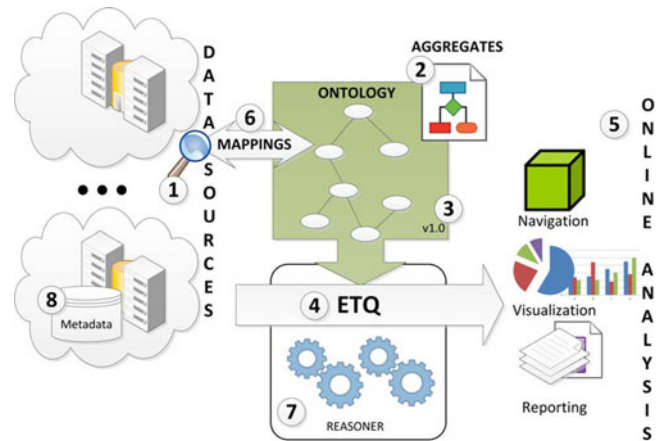 DATA SOURCES
AGGREGATES
2
ONTOLOGY
6
MAPPINGS
1
3
v1.0
8
Metadata
4 ETQ
7
REASONER
5
ONLINE ANALYSIS
Navigation
Visualization
Reporting